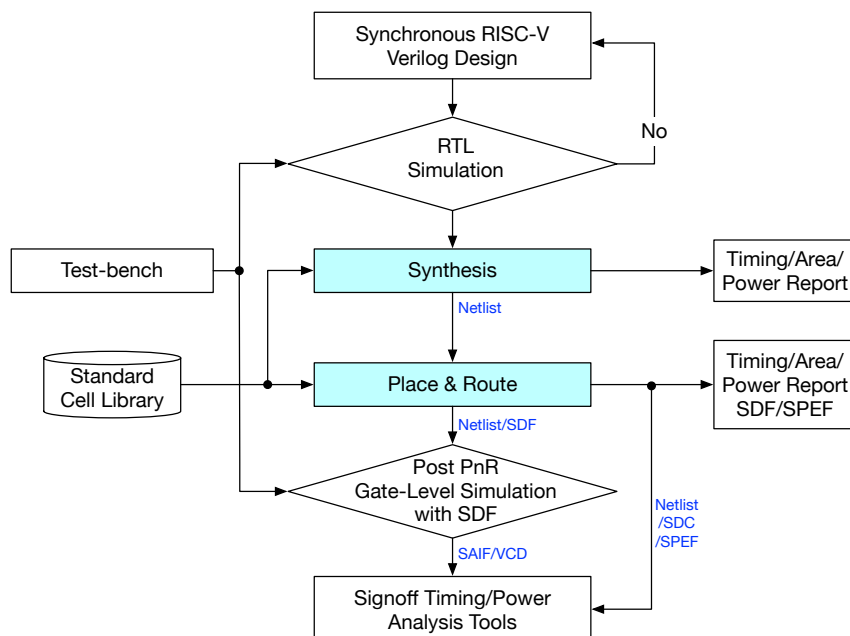 Synchronous RISC-V
Verilog Design
No
RTL
Simulation
Test-bench
Synthesis
Timing/Area/
Power Report
Netlist
Standard
Cell Library
Place & Route
Timing/Area/
Power Report
SDF/SPEF
Netlist/SDF
Post PnR
Gate-Level Simulation
with SDF
Netlist
/SDC
/SPEF
SAIF/VCD
Signoff Timing/Power
Analysis Tools